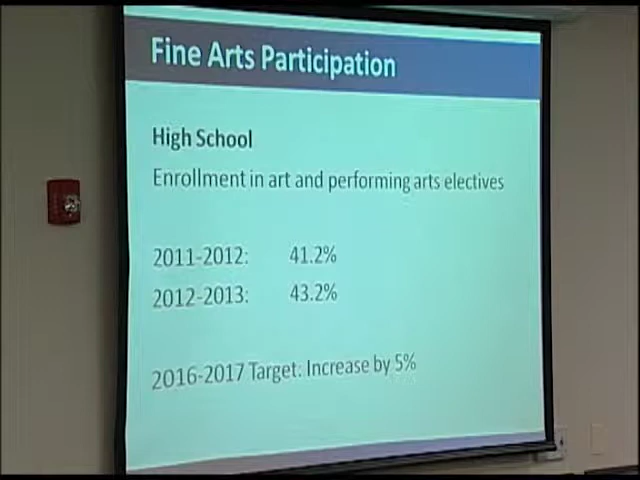 Fine Arts Participation
High School
Enrollment in art and performing arts electives
2011-2012: 41.2%
2012-2013: 43.2%
2016-2017 Target: Increase by 5%